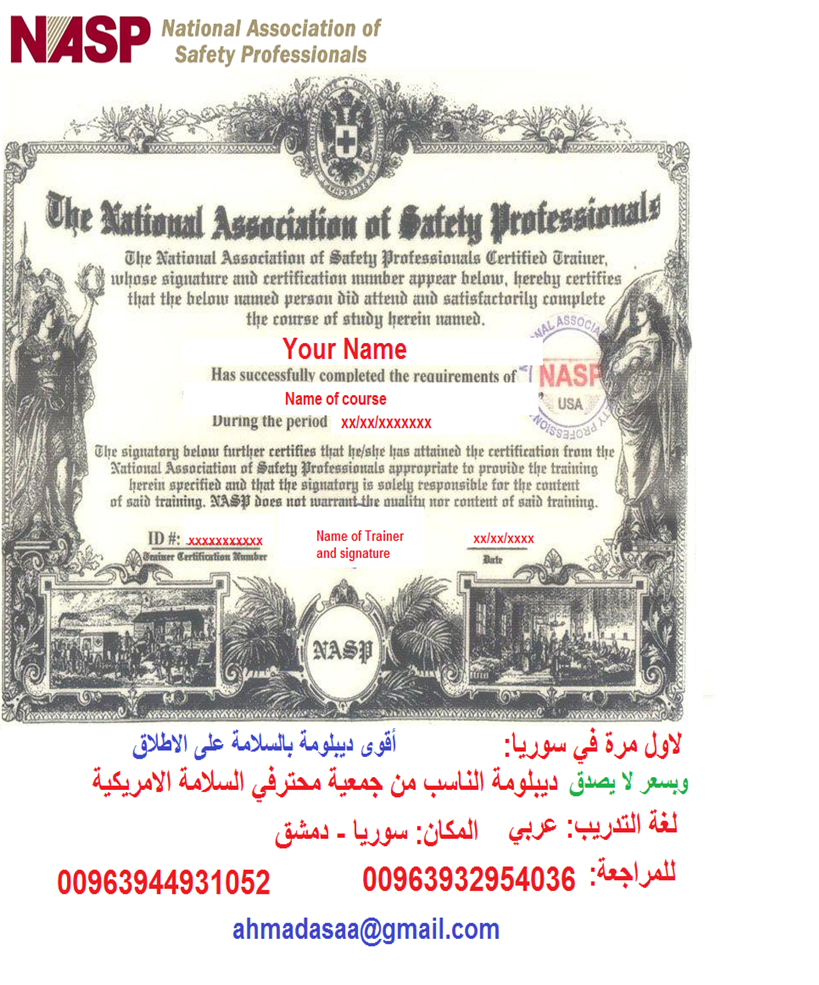 NASP National Association of
Safety Professionals
The National Association of Safety Professionals
The National Association of Safety Professionals Certified Trainer,
whose signature and certification number appear below, hereby certifies
that the below named person did attend and satisfactorily complete
the course of study herein named.
Your Name
Has successfully completed the requirements of
Name of course
During the period xx/xx/xxxxxxx
NASP
USA
The signatory below further certifies that he/she has attained the certification from the
National Association of Safety Professionals appropriate to provide the training
herein specified and that the signatory is solely responsible for the content
of said training. NASP does not warrant the quality nor content of said training.
ID #: xxxxxxxxxxx
Trainer Certification Number
Name of Trainer
and signature
xx/xx/xxxx
Date
NASP
لاول مرة في سوريا: أقوى ديبلومة بالسلامة على الاطلاق
وبسعر لا يصدق ديبلومة الناسب من جمعية محترفي السلامة الامريكية
لغة التدريب: عربي المكان: سوريا - دمشق
للمراجعة: 00963932954036 00963944931052
ahmadasaa@gmail.com